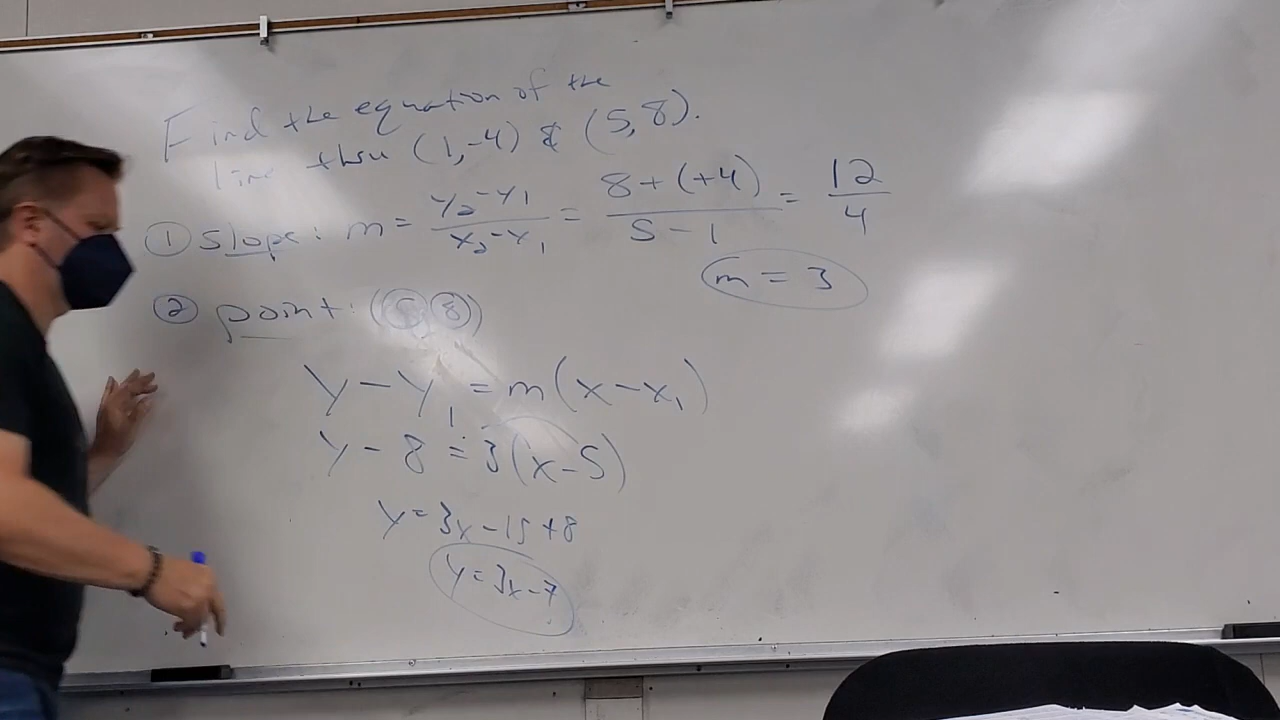 Find the equation of the
line thru (1,-4) & (5,8).
① slope: m = y₂-y₁/x₂-x₁ = 8+(+4)/5-1 = 12/4
m = 3
② point: (5,8)
y-y₁ = m(x-x₁)
y-8 = 3(x-5)
y=3x-15+8
y=3x-7